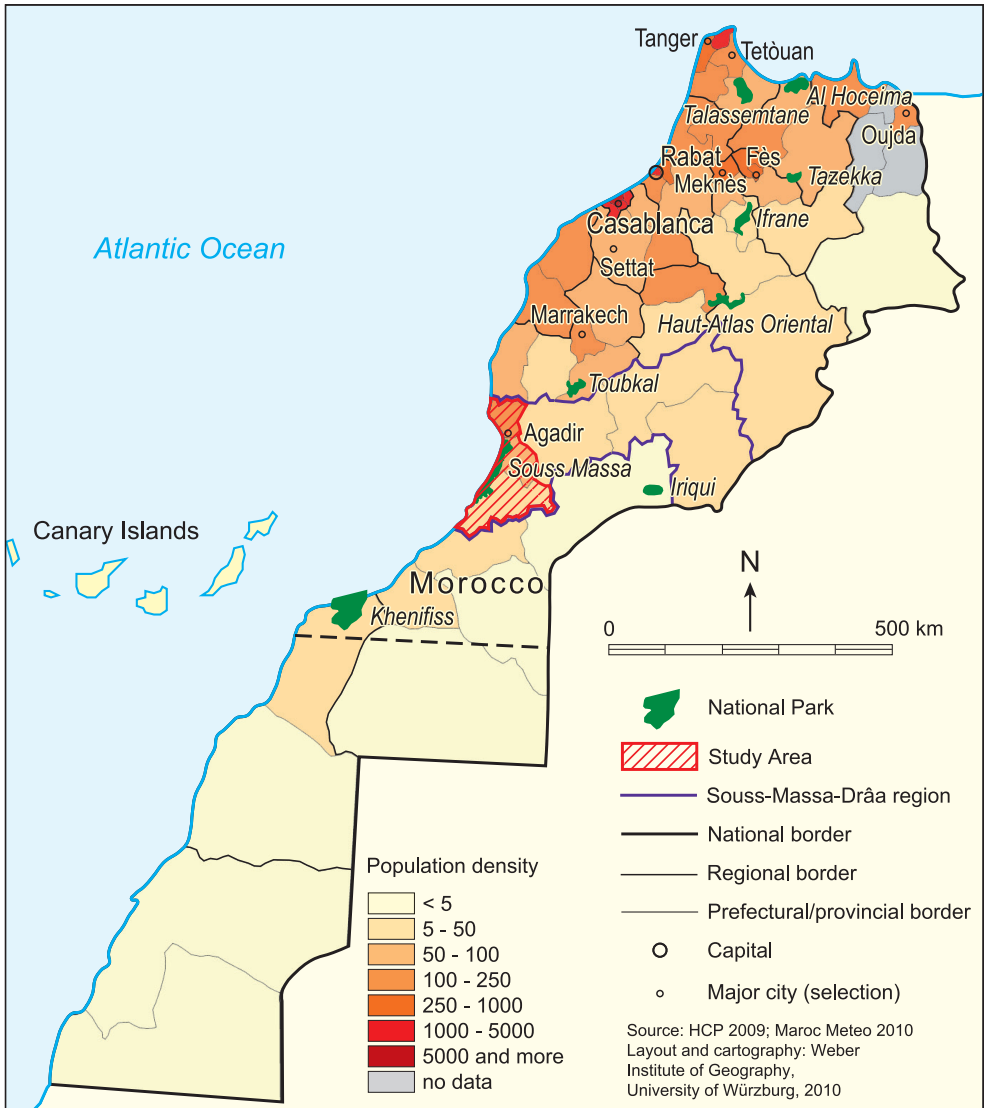 Tanger
Tetòuan
Al Hoceima
Talassemtane
Oujda
Rabat
Fès
Meknès
Tazekka
Casablanca
Ifrane
Atlantic Ocean
Settat
Marrakech
Haut-Atlas Oriental
Toubkal
Agadir
Souss Massa
Iriqui
Canary Islands
Morocco
Khenifiss
N
0 500 km
National Park
Study Area
Souss-Massa-Drâa region
National border
Regional border
Prefectural/provincial border
Capital
Major city (selection)
Population density
< 5
5 - 50
50 - 100
100 - 250
250 - 1000
1000 - 5000
5000 and more
no data
Source: HCP 2009; Maroc Meteo 2010
Layout and cartography: Weber
Institute of Geography,
University of Würzburg, 2010